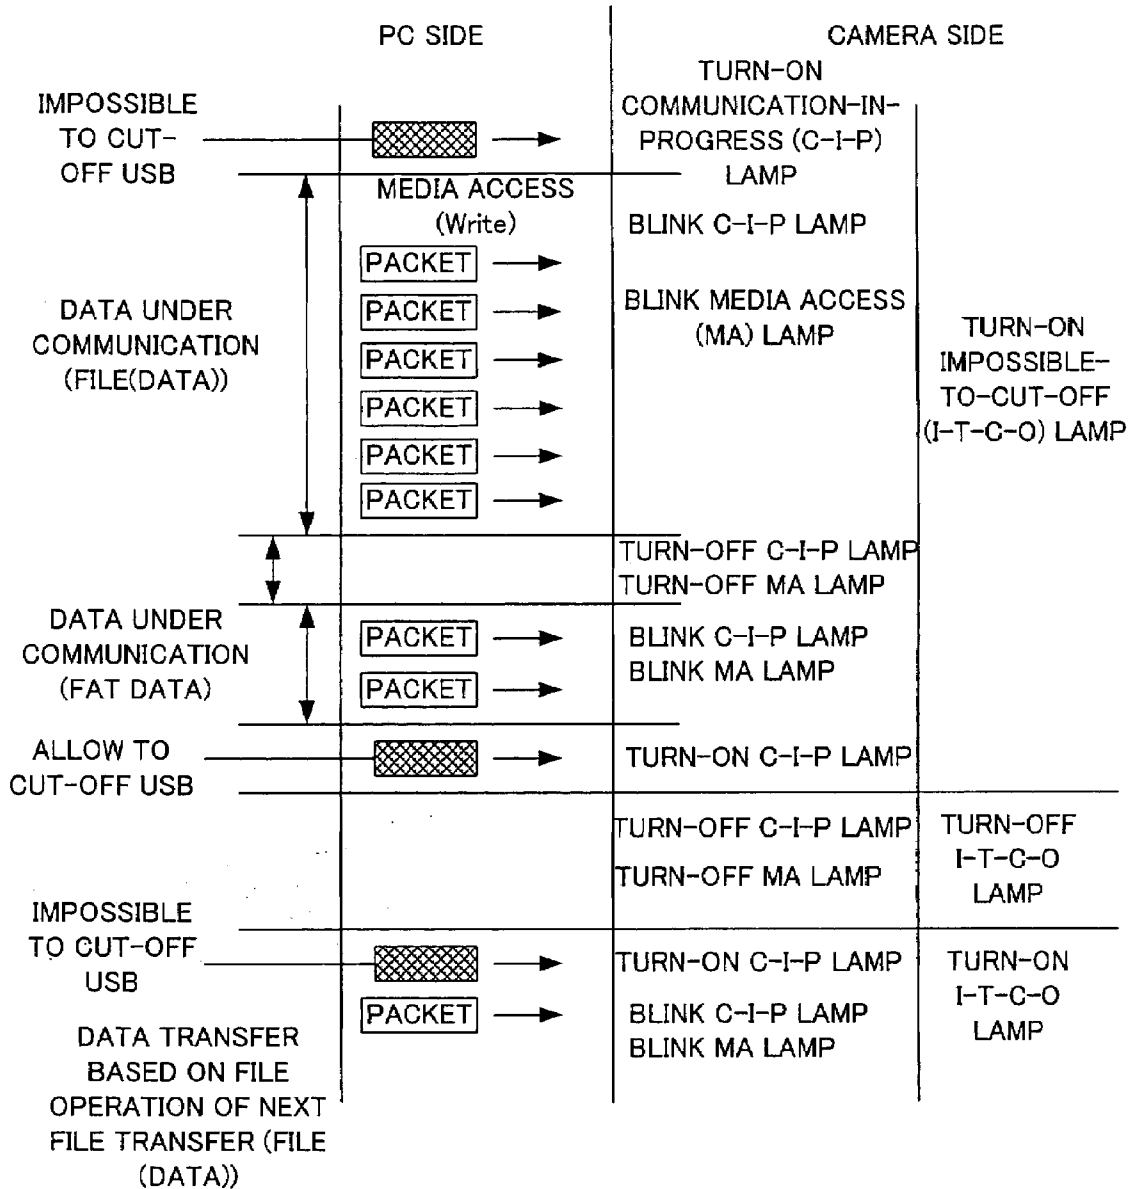 PC SIDE
CAMERA SIDE
IMPOSSIBLE
TO CUT-
OFF USB
TURN-ON
COMMUNICATION-IN-
PROGRESS (C-I-P)
LAMP
MEDIA ACCESS
(Write)
BLINK C-I-P LAMP
PACKET
PACKET
PACKET
PACKET
PACKET
PACKET
DATA UNDER
COMMUNICATION
(FILE(DATA))
BLINK MEDIA ACCESS
(MA) LAMP
TURN-ON
IMPOSSIBLE-
TO-CUT-OFF
(I-T-C-O) LAMP
TURN-OFF C-I-P LAMP
TURN-OFF MA LAMP
DATA UNDER
COMMUNICATION
(FAT DATA)
PACKET
PACKET
BLINK C-I-P LAMP
BLINK MA LAMP
ALLOW TO
CUT-OFF USB
TURN-ON C-I-P LAMP
TURN-OFF C-I-P LAMP
TURN-OFF MA LAMP
TURN-OFF
I-T-C-O
LAMP
IMPOSSIBLE
TO CUT-OFF
USB
TURN-ON C-I-P LAMP
TURN-ON
I-T-C-O
LAMP
PACKET
BLINK C-I-P LAMP
BLINK MA LAMP
DATA TRANSFER
BASED ON FILE
OPERATION OF NEXT
FILE TRANSFER (FILE
(DATA))